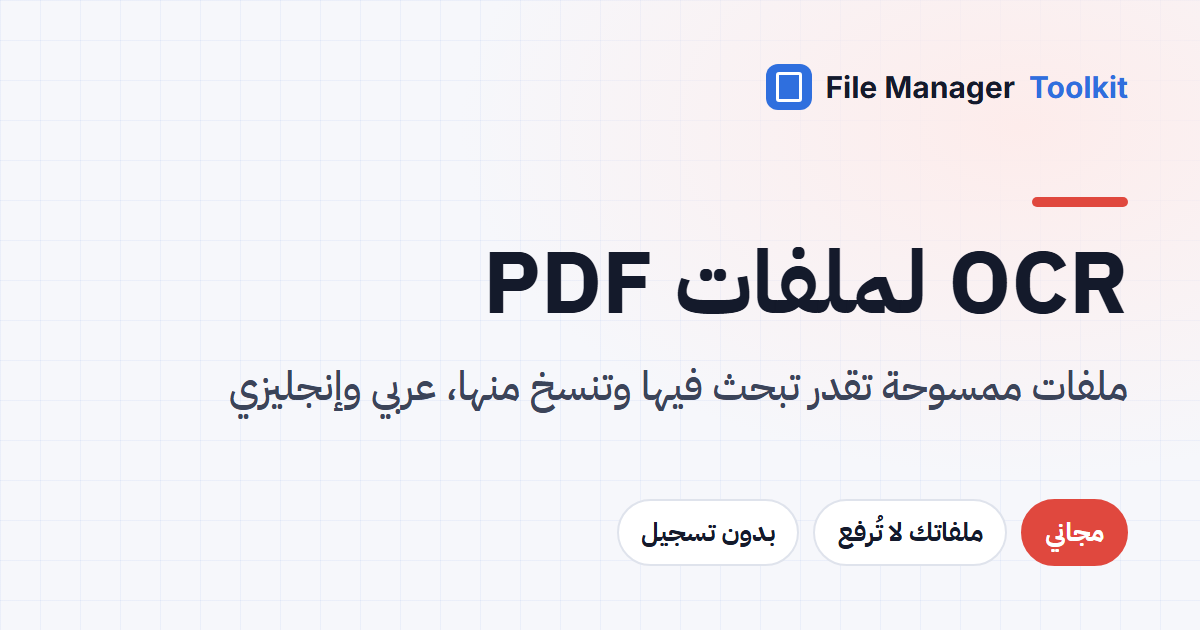 File Manager Toolkit
OCR لملفات PDF
ملفات ممسوحة تقدر تبحث فيها وتنسخ منها، عربي وإنجليزي
مجاني
ملفاتك لا تُرفع
بدون تسجيل